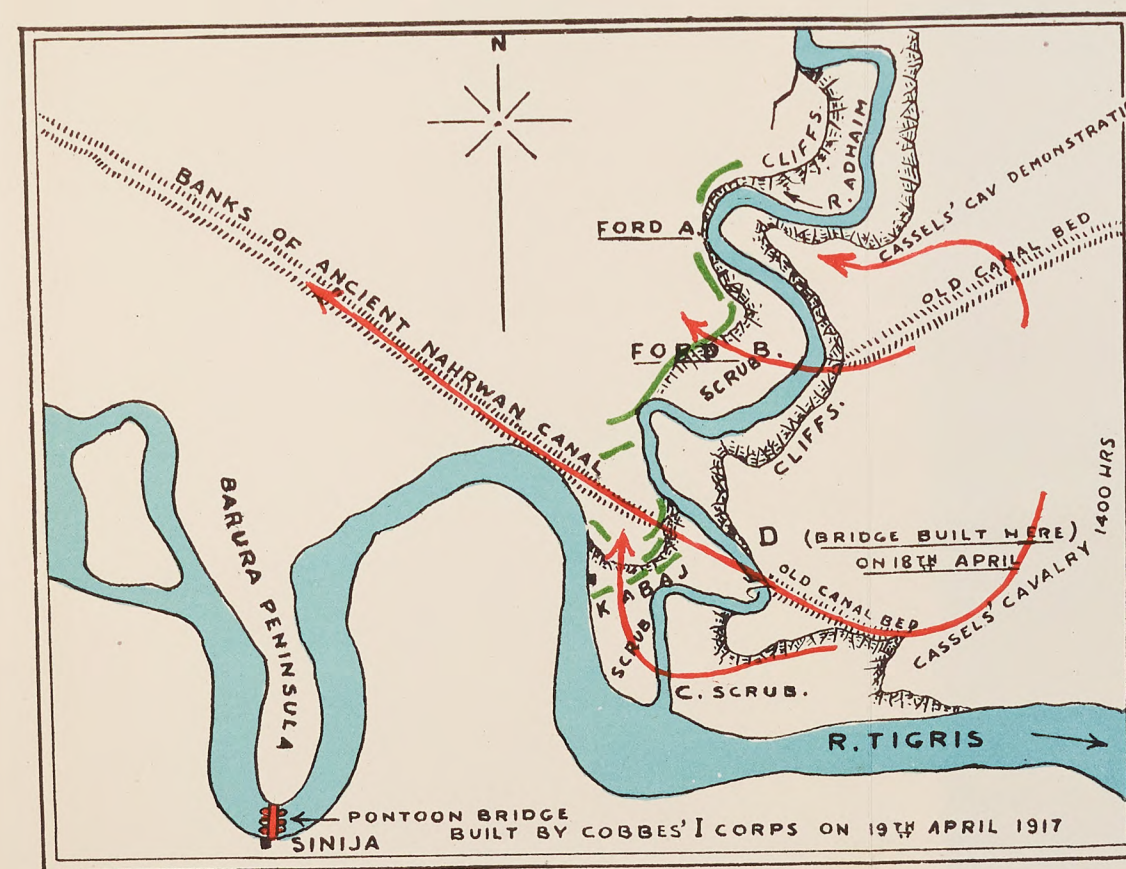 N
CLIFFS
R. ADHAIM
CASSELS' CAV DEMONSTRATI
BANKS OF ANCIENT NAHRWAN CANAL
FORD A.
OLD CANAL BED
FORD B.
SCRUB.
CLIFFS.
BARURA PENINSULA
D (BRIDGE BUILT HERE)
ON 18TH APRIL
CASSELS' CAVALRY 1400 HRS
KABAJ
OLD CANAL BED
SCRUB
C. SCRUB.
R. TIGRIS
PONTOON BRIDGE
BUILT BY COBBES' I CORPS ON 19TH APRIL 1917
SINIJA